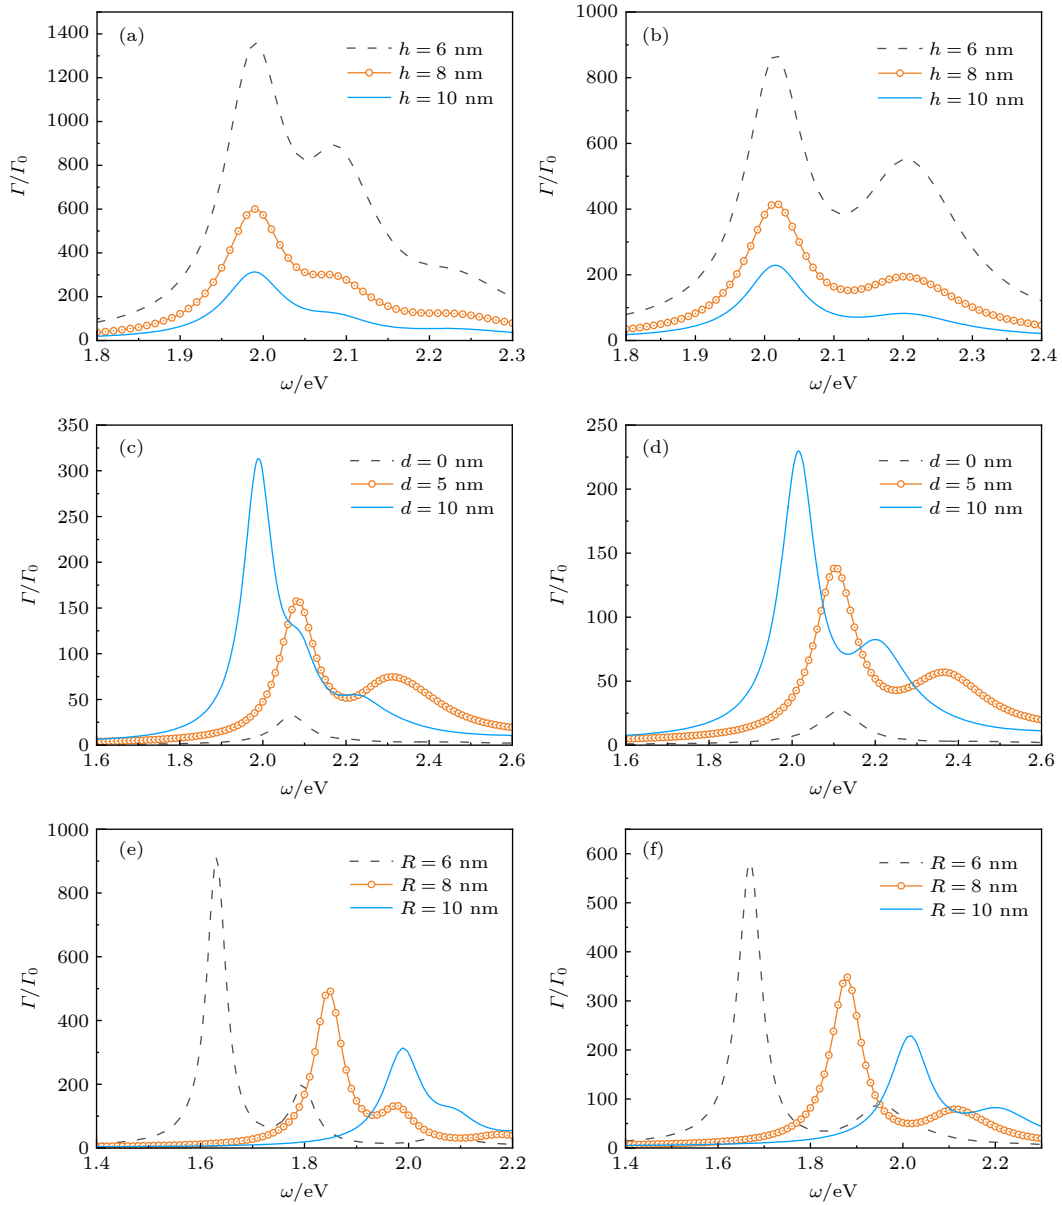 (a)
h = 6 nm
h = 8 nm
h = 10 nm
1400
1200
1000
800
600
400
200
0
Γ/Γ0
1.8 1.9 2.0 2.1 2.2 2.3
ω/eV
(b)
h = 6 nm
h = 8 nm
h = 10 nm
1000
800
600
400
200
0
Γ/Γ0
1.8 1.9 2.0 2.1 2.2 2.3 2.4
ω/eV
(c)
d = 0 nm
d = 5 nm
d = 10 nm
350
300
250
200
150
100
50
0
Γ/Γ0
1.6 1.8 2.0 2.2 2.4 2.6
ω/eV
(d)
d = 0 nm
d = 5 nm
d = 10 nm
250
200
150
100
50
0
Γ/Γ0
1.6 1.8 2.0 2.2 2.4 2.6
ω/eV
(e)
R = 6 nm
R = 8 nm
R = 10 nm
1000
800
600
400
200
0
Γ/Γ0
1.4 1.6 1.8 2.0 2.2
ω/eV
(f)
R = 6 nm
R = 8 nm
R = 10 nm
600
500
400
300
200
100
0
Γ/Γ0
1.4 1.6 1.8 2.0 2.2
ω/eV